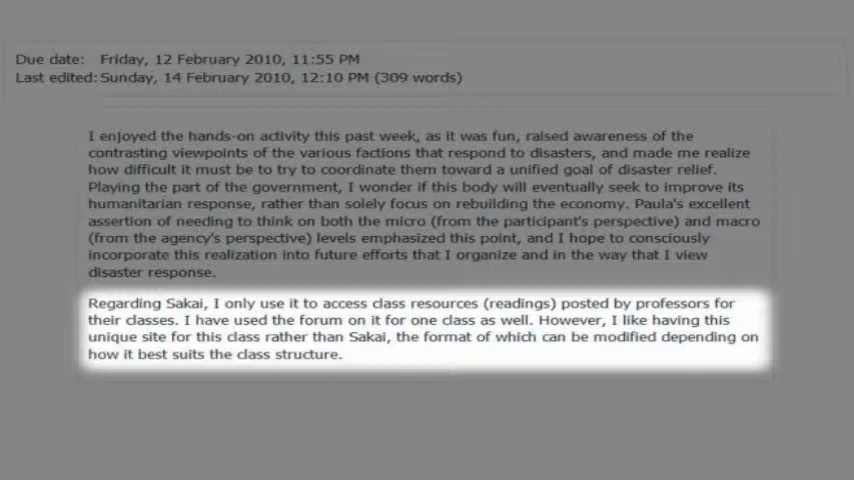 Due date: Friday, 12 February 2010, 11:55 PM
Last edited: Sunday, 14 February 2010, 12:10 PM (309 words)
I enjoyed the hands-on activity this past week, as it was fun, raised awareness of the
contrasting viewpoints of the various factions that respond to disasters, and made me realize
how difficult it must be to try to coordinate them toward a unified goal of disaster relief.
Playing the part of the government, I wonder if this body will eventually seek to improve its
humanitarian response, rather than solely focus on rebuilding the economy. Paula's excellent
assertion of needing to think on both the micro (from the participant's perspective) and macro
(from the agency's perspective) levels emphasized this point, and I hope to consciously
incorporate this realization into future efforts that I organize and in the way that I view
disaster response.
Regarding Sakai, I only use it to access class resources (readings) posted by professors for
their classes. I have used the forum on it for one class as well. However, I like having this
unique site for this class rather than Sakai, the format of which can be modified depending on
how it best suits the class structure.